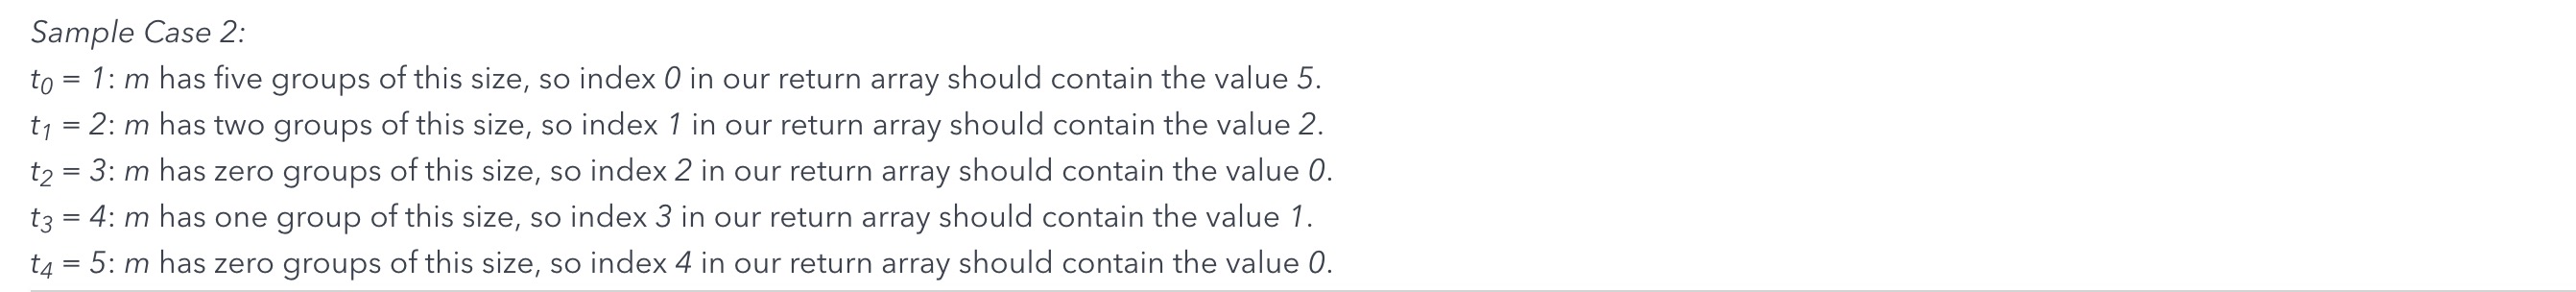 Sample Case 2:
t₀ = 1: m has five groups of this size, so index 0 in our return array should contain the value 5.
t₁ = 2: m has two groups of this size, so index 1 in our return array should contain the value 2.
t₂ = 3: m has zero groups of this size, so index 2 in our return array should contain the value 0.
t₃ = 4: m has one group of this size, so index 3 in our return array should contain the value 1.
t₄ = 5: m has zero groups of this size, so index 4 in our return array should contain the value 0.